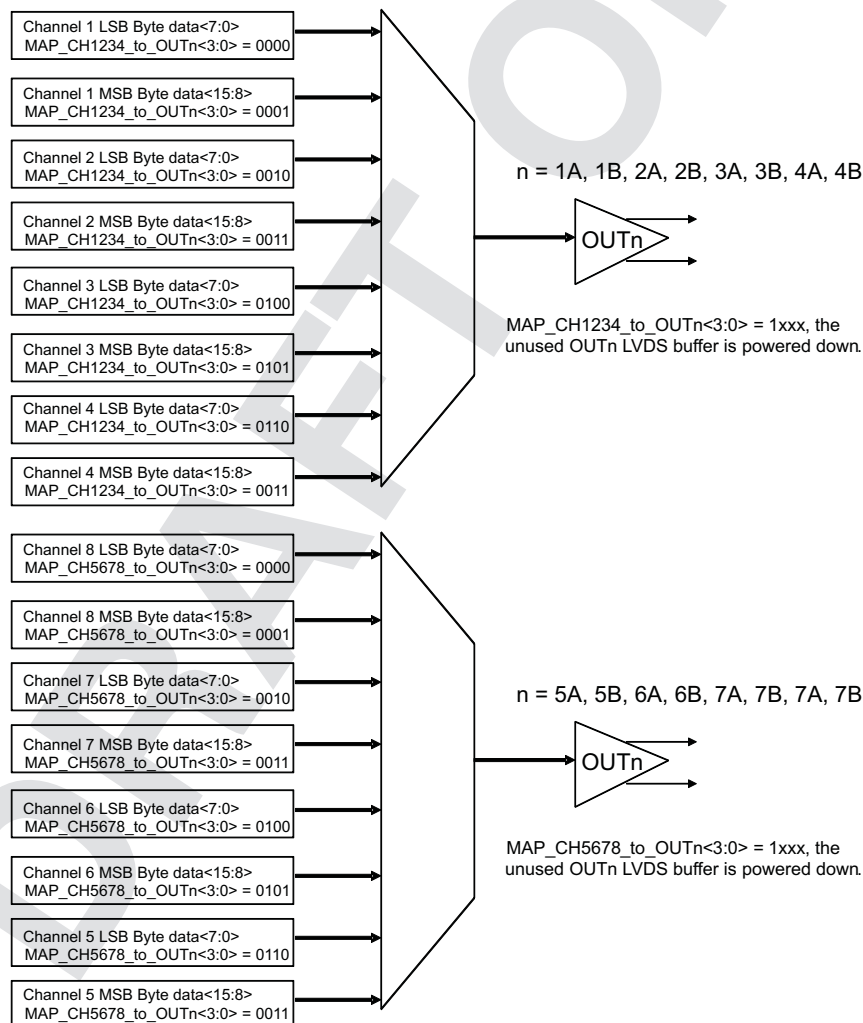 Channel 1 LSB Byte data<7:0>
MAP_CH1234_to_OUTn<3:0> = 0000
Channel 1 MSB Byte data<15:8>
MAP_CH1234_to_OUTn<3:0> = 0001
Channel 2 LSB Byte data<7:0>
MAP_CH1234_to_OUTn<3:0> = 0010
Channel 2 MSB Byte data<15:8>
MAP_CH1234_to_OUTn<3:0> = 0011
Channel 3 LSB Byte data<7:0>
MAP_CH1234_to_OUTn<3:0> = 0100
Channel 3 MSB Byte data<15:8>
MAP_CH1234_to_OUTn<3:0> = 0101
Channel 4 LSB Byte data<7:0>
MAP_CH1234_to_OUTn<3:0> = 0110
Channel 4 MSB Byte data<15:8>
MAP_CH1234_to_OUTn<3:0> = 0011
n = 1A, 1B, 2A, 2B, 3A, 3B, 4A, 4B
OUTn
MAP_CH1234_to_OUTn<3:0> = 1xxx, the
unused OUTn LVDS buffer is powered down.
Channel 8 LSB Byte data<7:0>
MAP_CH5678_to_OUTn<3:0> = 0000
Channel 8 MSB Byte data<15:8>
MAP_CH5678_to_OUTn<3:0> = 0001
Channel 7 LSB Byte data<7:0>
MAP_CH5678_to_OUTn<3:0> = 0010
Channel 7 MSB Byte data<15:8>
MAP_CH5678_to_OUTn<3:0> = 0011
Channel 6 LSB Byte data<7:0>
MAP_CH5678_to_OUTn<3:0> = 0100
Channel 6 MSB Byte data<15:8>
MAP_CH5678_to_OUTn<3:0> = 0101
Channel 5 LSB Byte data<7:0>
MAP_CH5678_to_OUTn<3:0> = 0110
Channel 5 MSB Byte data<15:8>
MAP_CH5678_to_OUTn<3:0> = 0011
n = 5A, 5B, 6A, 6B, 7A, 7B, 7A, 7B
OUTn
MAP_CH5678_to_OUTn<3:0> = 1xxx, the
unused OUTn LVDS buffer is powered down.
DRAFT